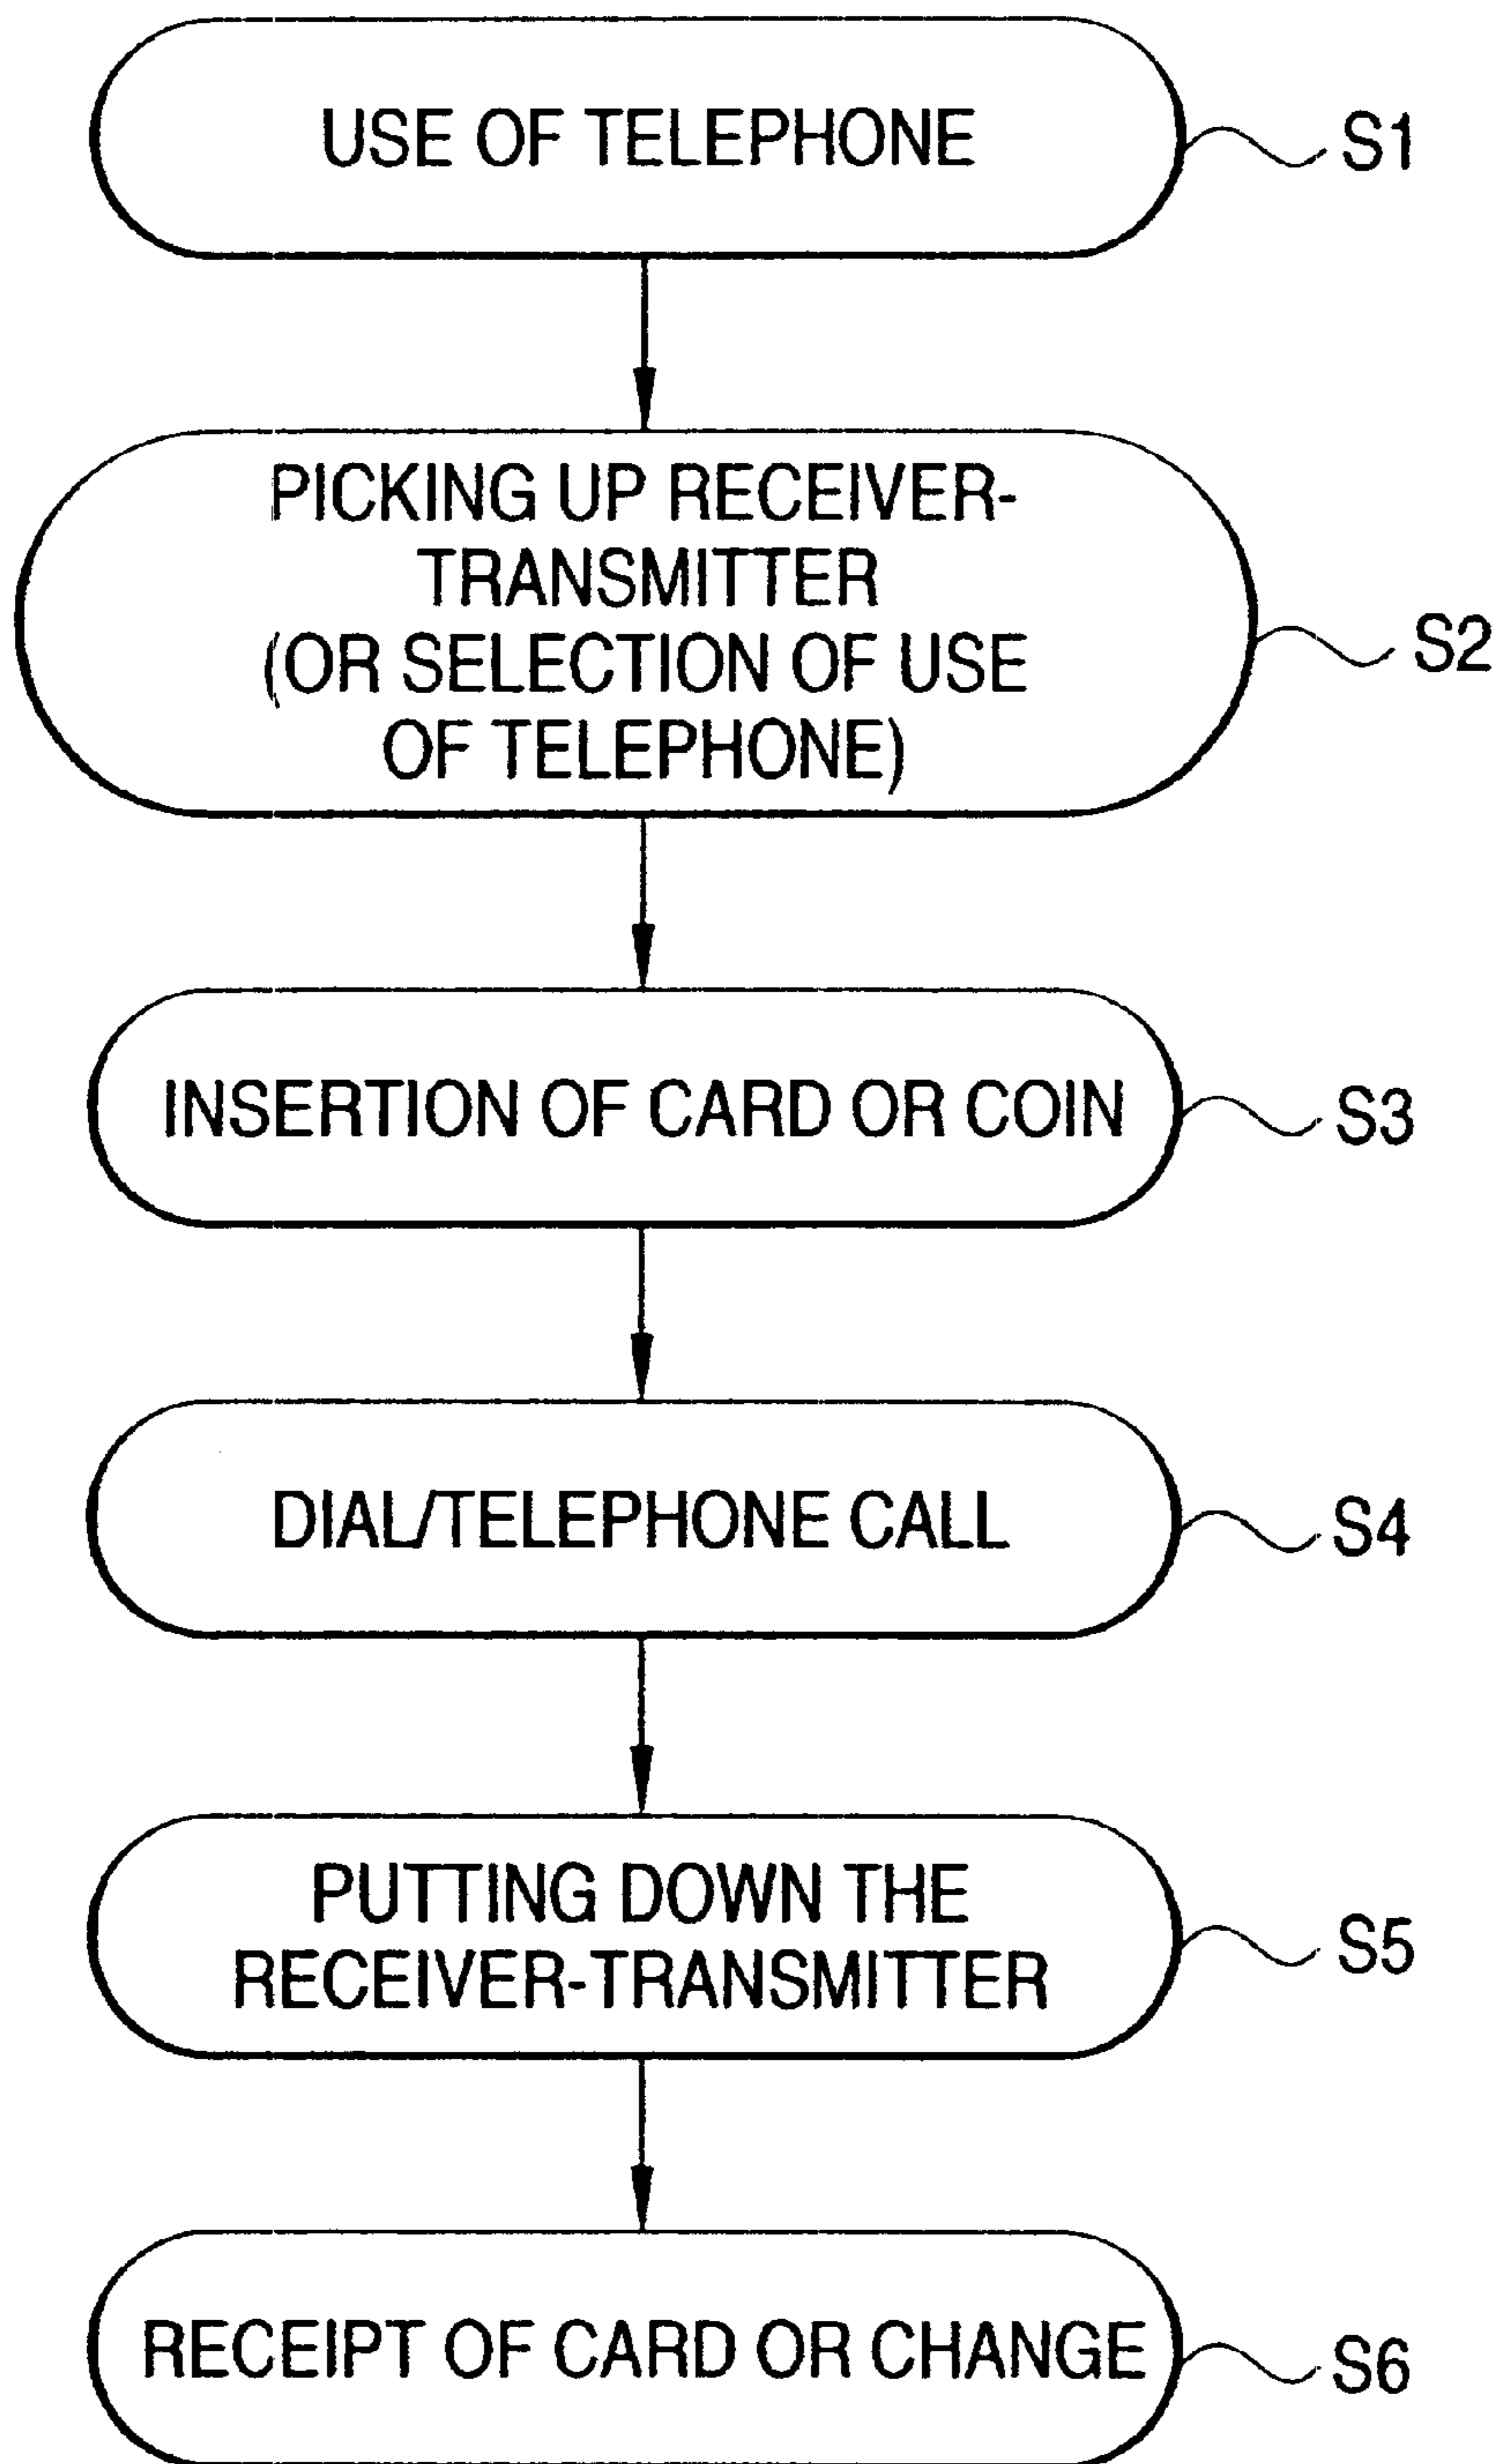 USE OF TELEPHONE
S1
PICKING UP RECEIVER-
TRANSMITTER
(OR SELECTION OF USE
OF TELEPHONE)
S2
INSERTION OF CARD OR COIN
S3
DIAL/TELEPHONE CALL
S4
PUTTING DOWN THE
RECEIVER-TRANSMITTER
S5
RECEIPT OF CARD OR CHANGE
S6